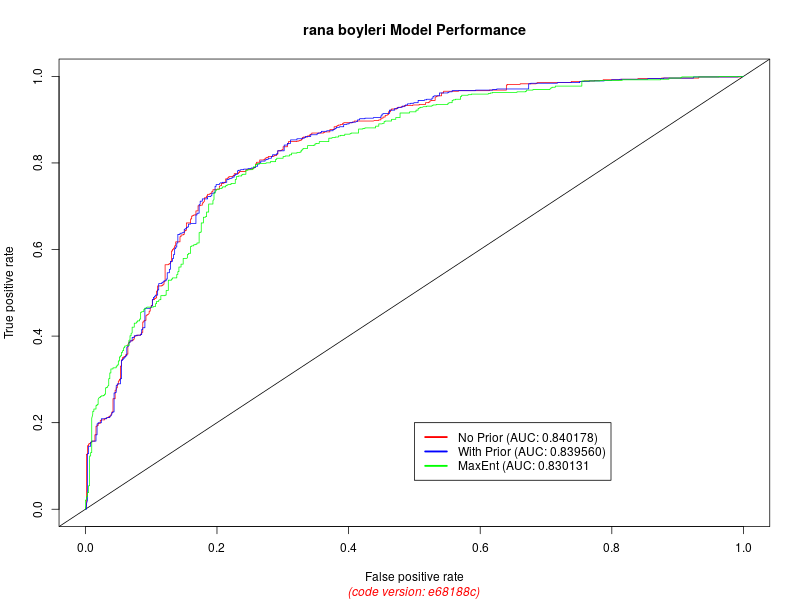 rana boyleri Model Performance
1.0
0.8
0.6
0.4
0.2
0.0
True positive rate
No Prior (AUC: 0.840178)
With Prior (AUC: 0.839560)
MaxEnt (AUC: 0.830131
0.0 0.2 0.4 0.6 0.8 1.0
False positive rate
(code version: e68188c)